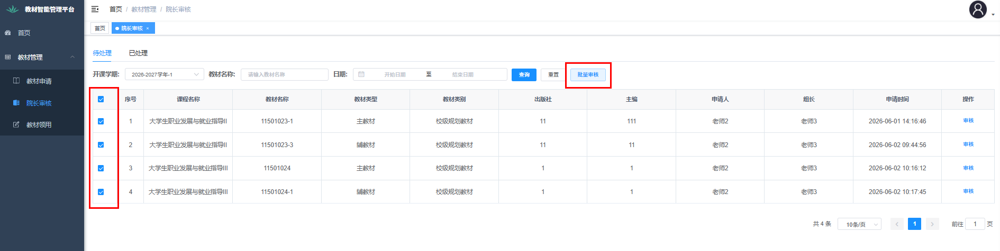 教材智能管理平台
首页 / 教材管理 / 院长审核
首页
院长审核 ×
首页
教材管理
教材申请
院长审核
教材领用
待处理 已处理
开课学期: 2026-2027学年-1 教材名称: 请输入教材名称 日期: 开始日期 至 结束日期 查询 重置 批量审核
序号 课程名称 教材名称 教材类型 教材类别 出版社 主编 申请人 组长 申请时间 操作
1 大学生职业发展与就业指导II 11501023-1 主教材 校级规划教材 11 111 老师2 老师3 2026-06-01 14:16:46 审核
2 大学生职业发展与就业指导II 11501023-3 辅教材 校级规划教材 11 11 老师2 老师3 2026-06-02 09:44:56 审核
3 大学生职业发展与就业指导III 11501024 主教材 校级规划教材 1 1 老师2 老师3 2026-06-02 10:16:12 审核
4 大学生职业发展与就业指导III 11501024-1 辅教材 校级规划教材 1 1 老师2 老师3 2026-06-02 10:17:45 审核
共 4 条 10条/页 < 1 > 前往 1 页